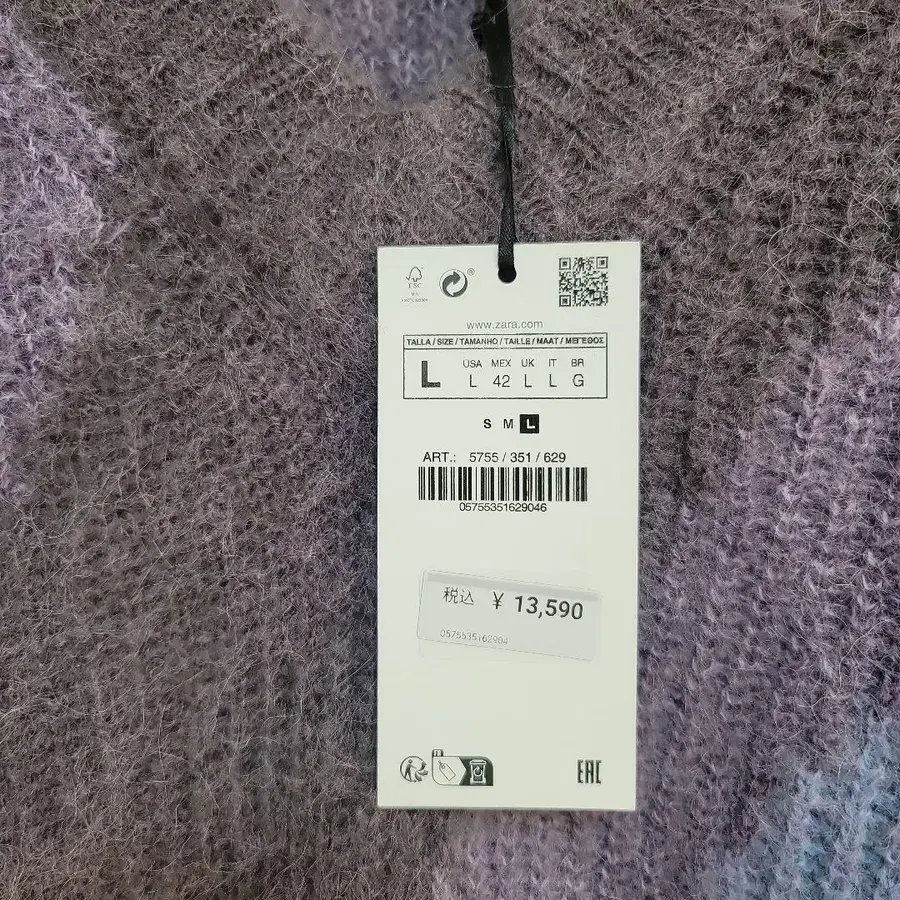 FSC
®
www.zara.com
TALLA / SIZE / TAMANHO / TAILLE / MAAT / ΜΕΓΕΘΟΣ
L
USA MEX UK IT BR
L 42 L L G
S M L
ART.: 5755 / 351 / 629
05755351629046
税込 ¥ 13,590
FR
EAC